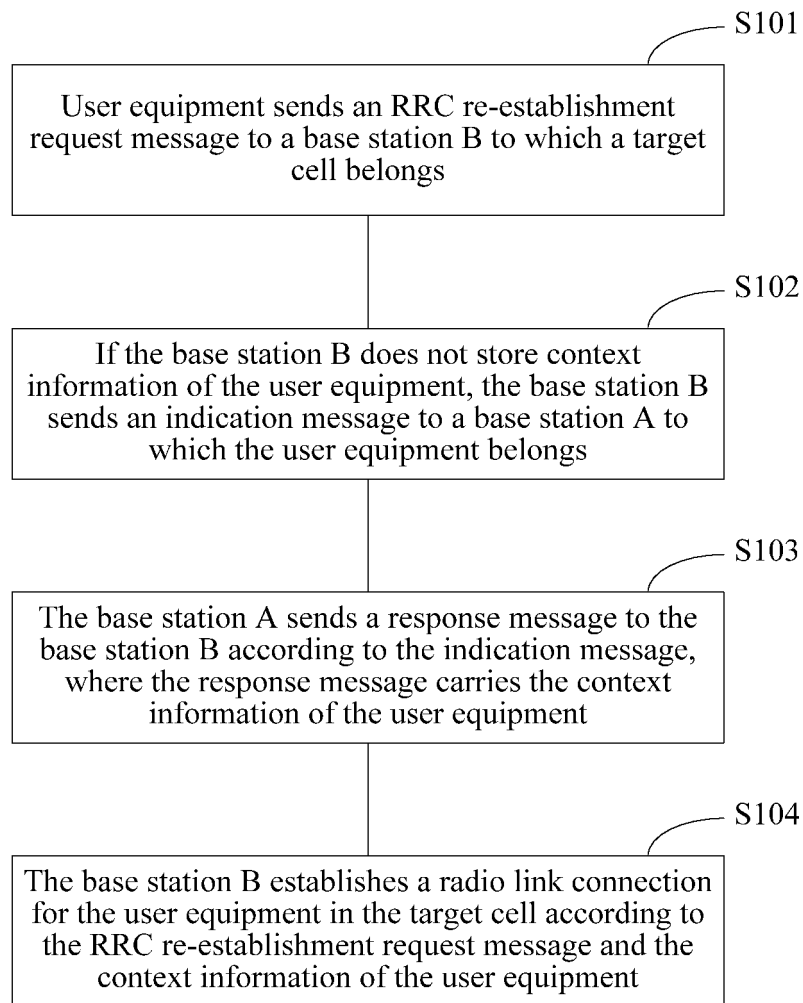 S101
User equipment sends an RRC re-establishment
request message to a base station B to which a target
cell belongs
S102
If the base station B does not store context
information of the user equipment, the base station B
sends an indication message to a base station A to
which the user equipment belongs
S103
The base station A sends a response message to the
base station B according to the indication message,
where the response message carries the context
information of the user equipment
S104
The base station B establishes a radio link connection
for the user equipment in the target cell according to
the RRC re-establishment request message and the
context information of the user equipment